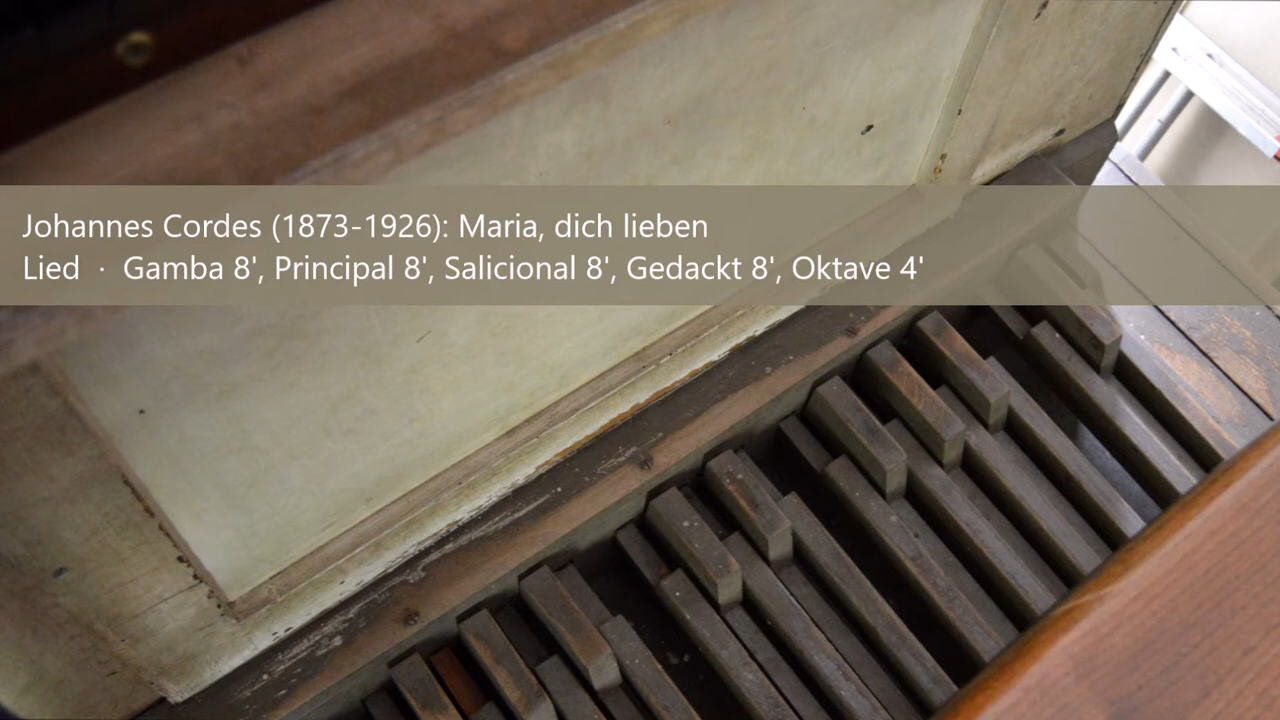 Johannes Cordes (1873-1926): Maria, dich lieben
Lied · Gamba 8', Principal 8', Salicional 8', Gedackt 8', Oktave 4'